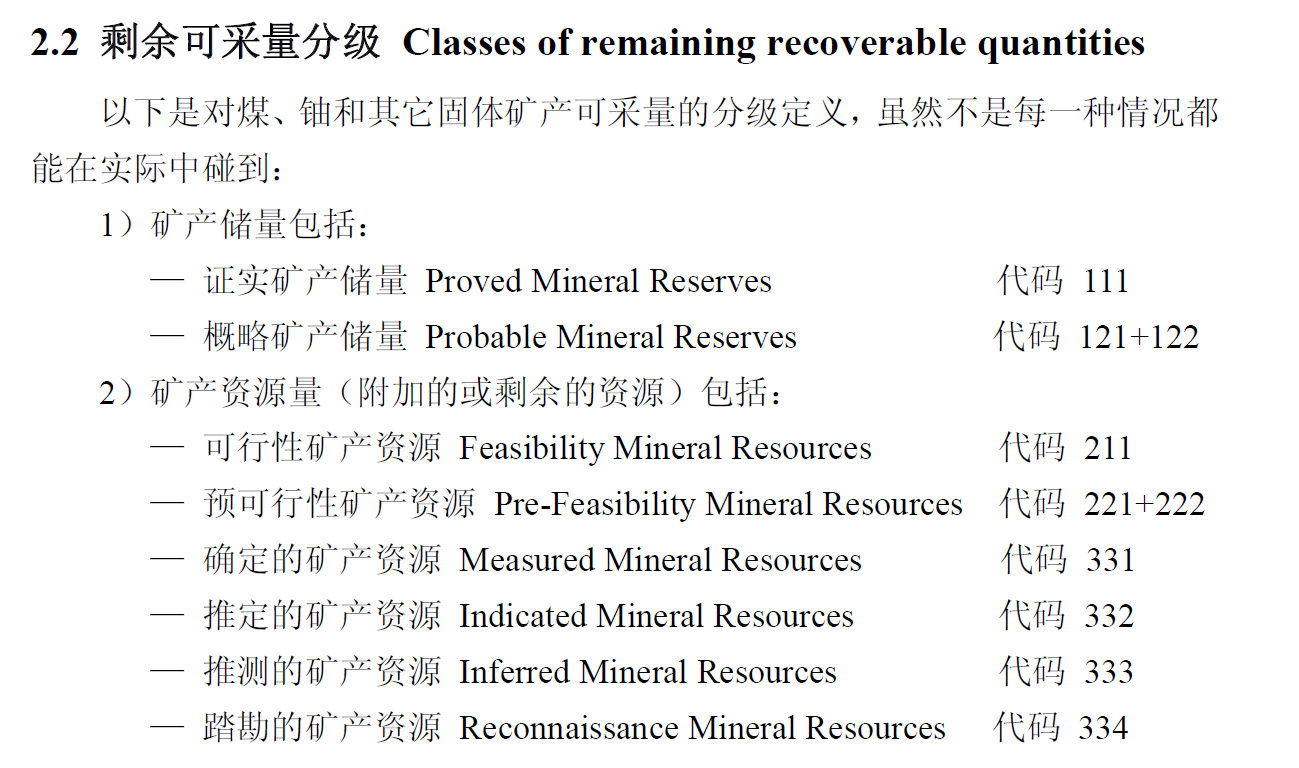 2.2 剩余可采量分级 Classes of remaining recoverable quantities
以下是对煤、铀和其它固体矿产可采量的分级定义，虽然不是每一种情况都
能在实际中碰到：
1）矿产储量包括：
— 证实矿产储量 Proved Mineral Reserves 代码 111
— 概略矿产储量 Probable Mineral Reserves 代码 121+122
2）矿产资源量（附加的或剩余的资源）包括：
— 可行性矿产资源 Feasibility Mineral Resources 代码 211
— 预可行性矿产资源 Pre-Feasibility Mineral Resources 代码 221+222
— 确定的矿产资源 Measured Mineral Resources 代码 331
— 推定的矿产资源 Indicated Mineral Resources 代码 332
— 推测的矿产资源 Inferred Mineral Resources 代码 333
— 踏勘的矿产资源 Reconnaissance Mineral Resources 代码 334